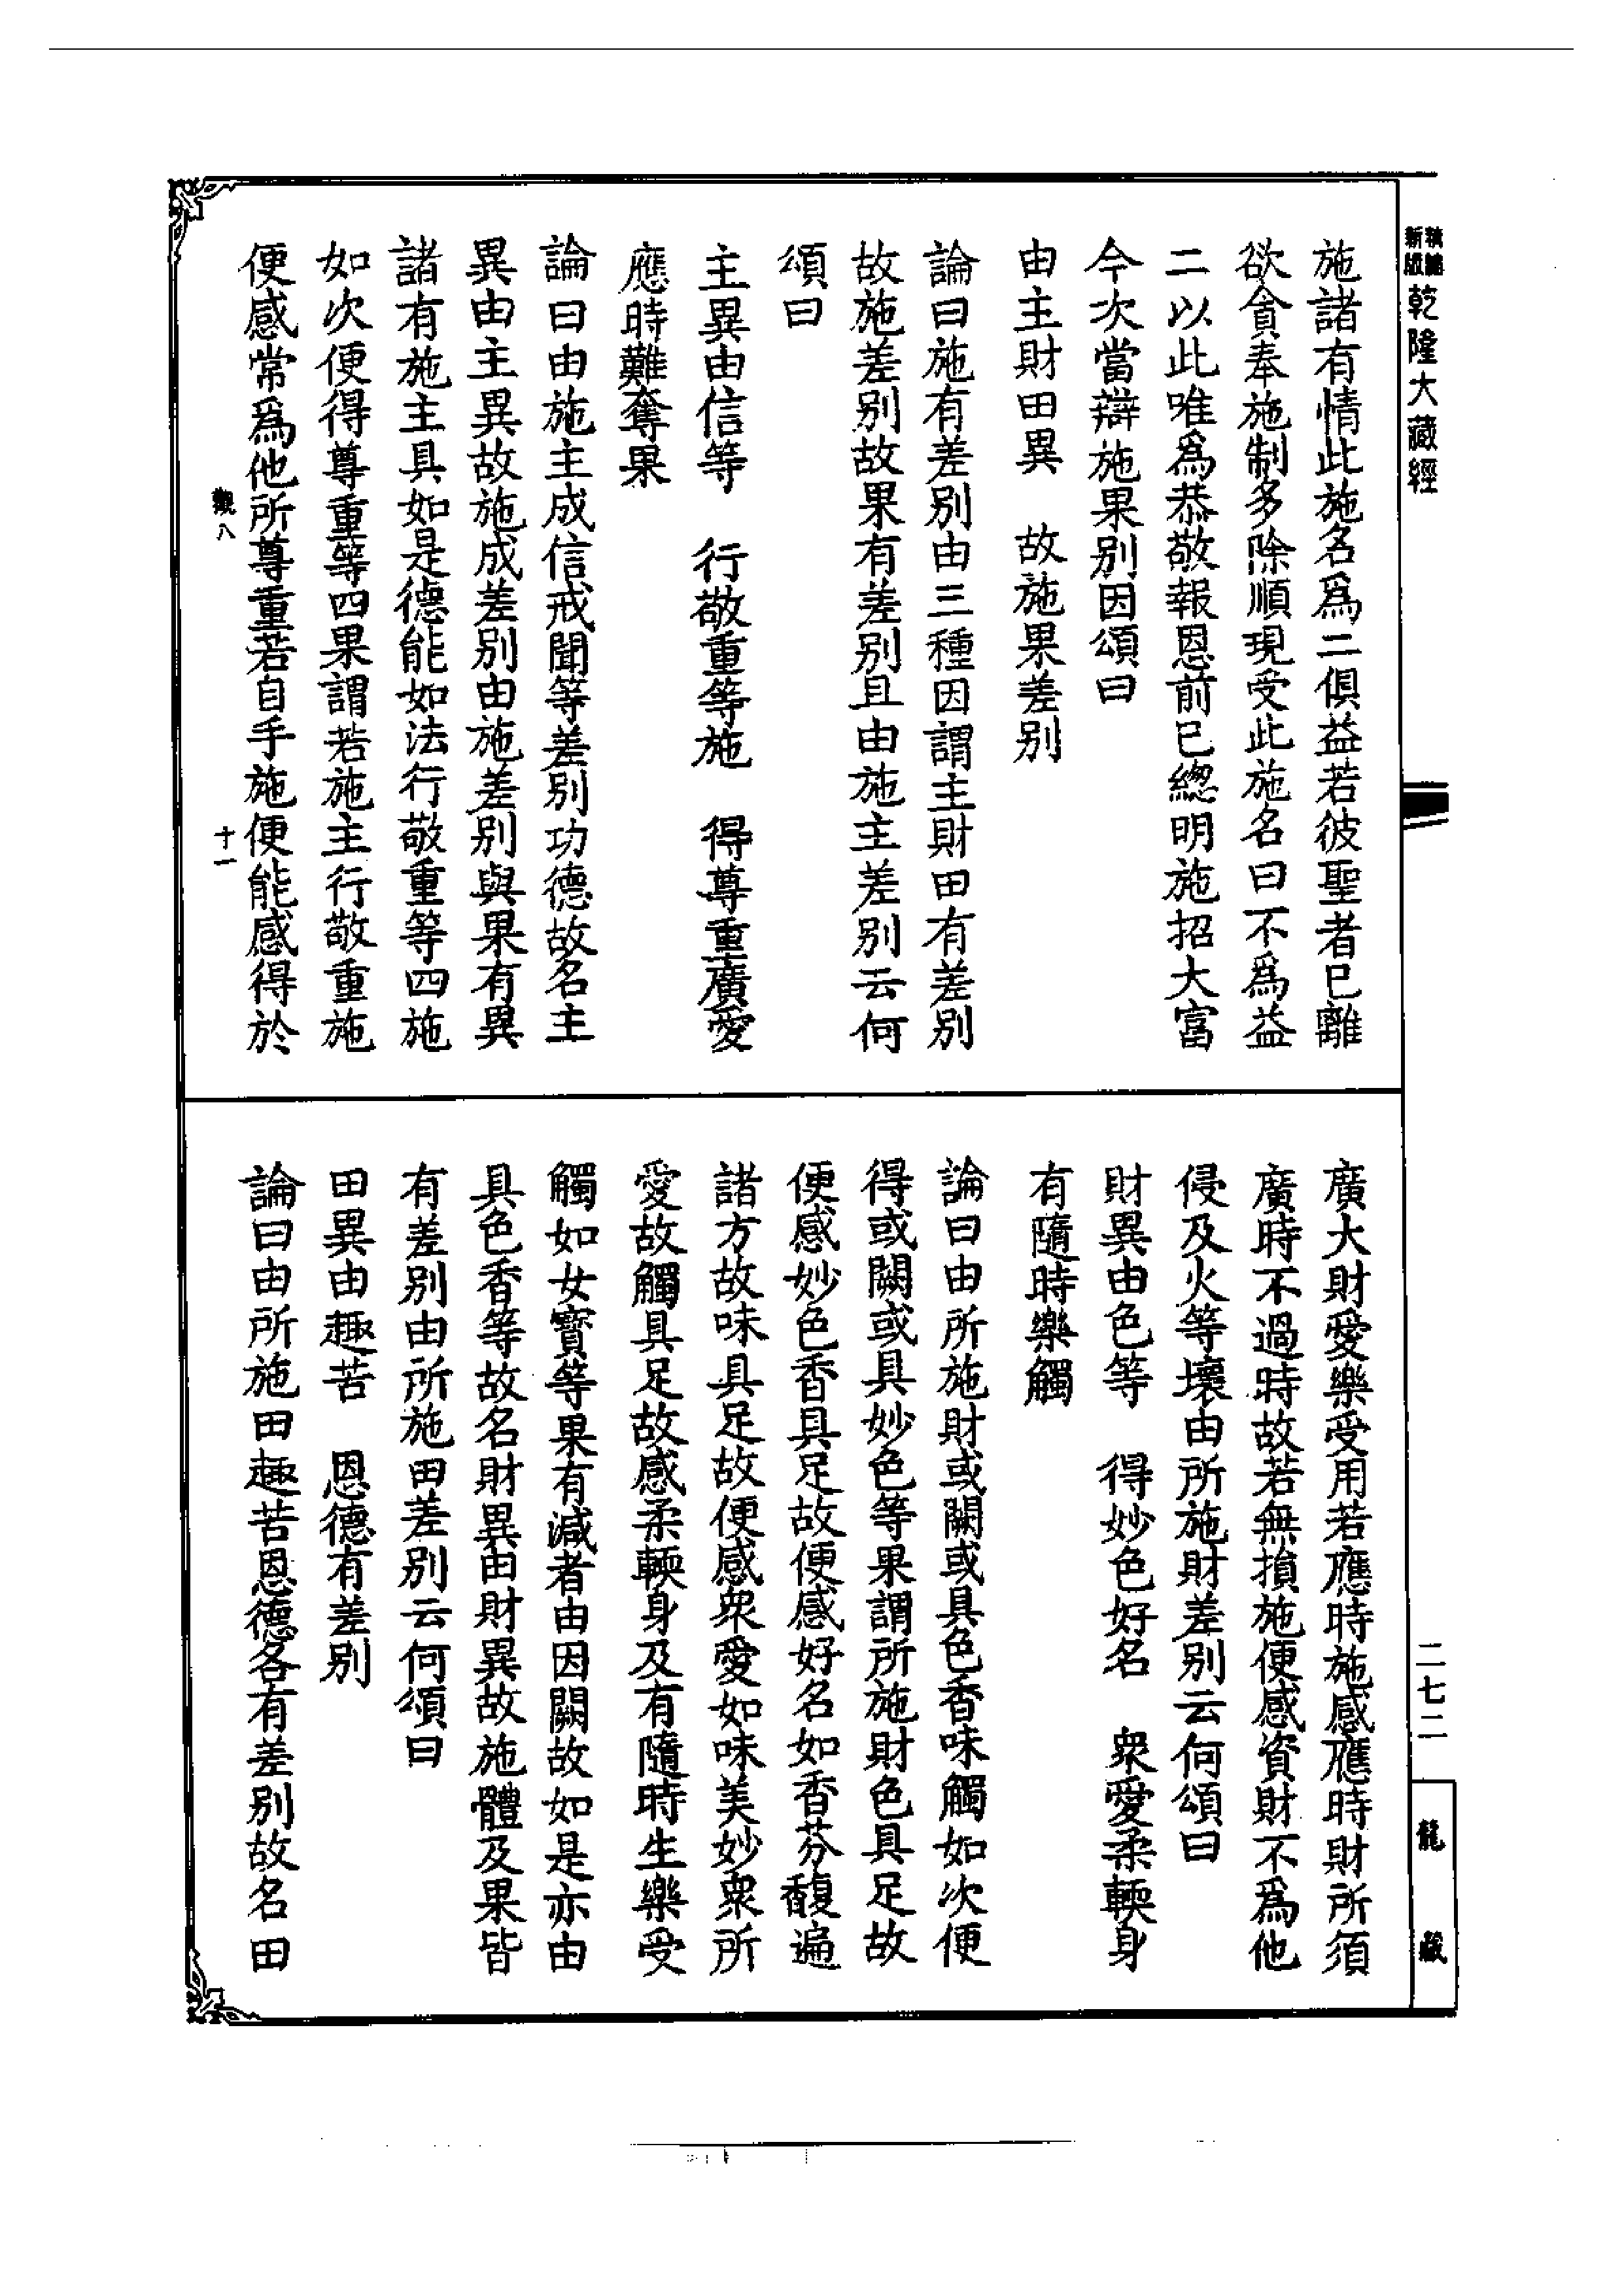 新版精縮乾隆大藏經
施諸有情此施名爲二俱益若彼聖者已離
欲貪奉施制多除順現受此施名曰不爲益
二以此唯爲恭敬報恩前已總明施招大富
今次當辯施果別因頌曰
由主財田異　故施果差別
論曰施有差別由三種因謂主財田有差別
故施差別故果有差別且由施主差別云何
頌曰
主異由信等　行敬重等施　得尊重廣愛
應時難奪果
論曰由施主成信戒聞等差別功德故名主
異由主異故施成差別由施差別與果有異
諸有施主具如是德能如法行敬重等四施
如次便得尊重等四果謂若施主行敬重施
便感常爲他所尊重若自手施便能感得於
觀八　十一
廣大財愛樂受用若應時施感應時財所須
廣時不過時故若無損施便感資財不爲他
侵及火等壞由所施財差別云何頌曰
財異由色等　得妙色好名　衆愛柔輭身
有隨時樂觸
論曰由所施財或闕或具色香味觸如次便
得或闕或具妙色等果謂所施財色具足故
便感妙色香具足故便感好名如香芬馥遍
諸方故味具足故便感衆愛如味美妙衆所
愛故觸具足故感柔輭身及有隨時生樂受
觸如女寶等果有減者由因闕故如是亦由
具色香等故名財異由財異故施體及果皆
有差別由所施田差別云何頌曰
田異由趣苦　恩德有差別
論曰由所施田趣苦恩德各有差別故名田
二七二
龍藏